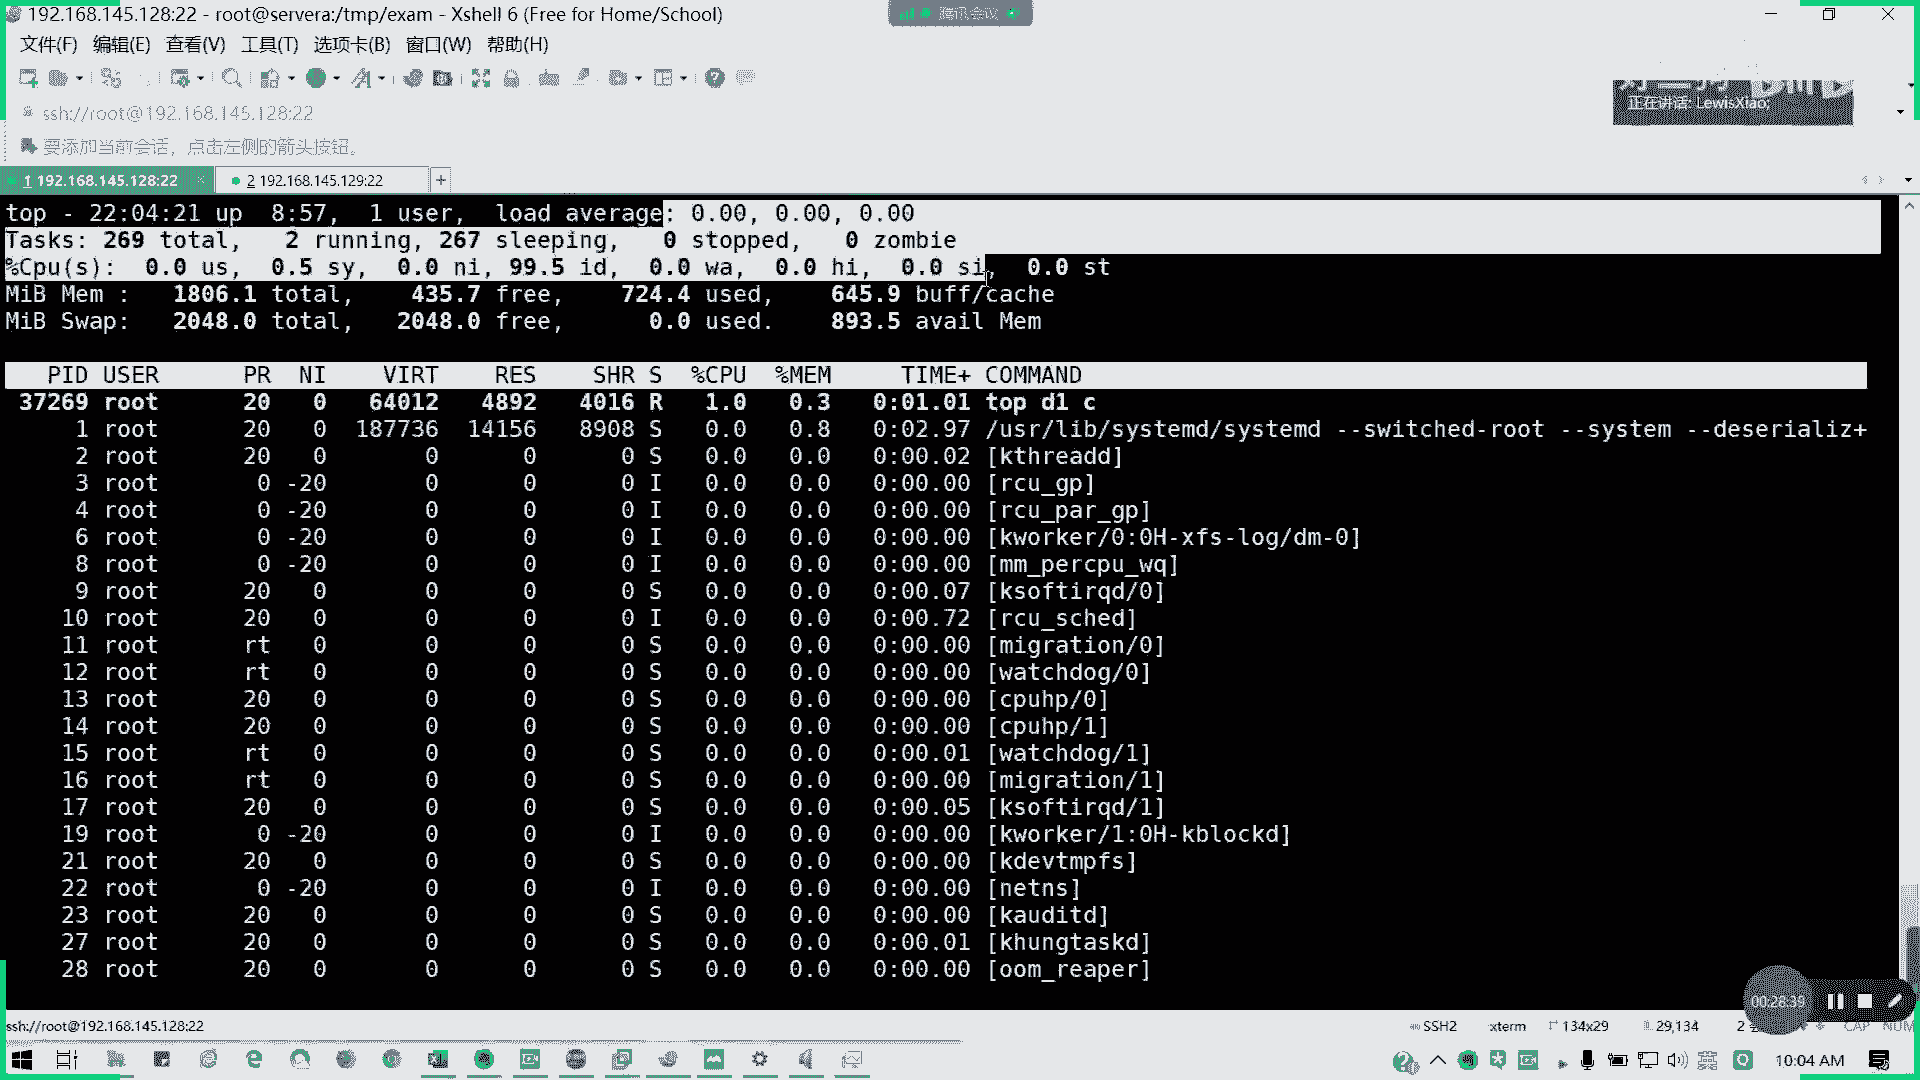 192.168.145.128:22 - root@servera:/tmp/exam - Xshell 6 (Free for Home/School)
腾讯会议
文件(F) 编辑(E) 查看(V) 工具(T) 选项卡(B) 窗口(W) 帮助(H)
ssh://root@192.168.145.128:22
正在讲话: LewisXiao;
要添加当前会话，点击左侧的箭头按钮。
1 192.168.145.128:22 2 192.168.145.129:22 +
top - 22:04:21 up 8:57, 1 user, load average: 0.00, 0.00, 0.00
Tasks: 269 total, 2 running, 267 sleeping, 0 stopped, 0 zombie
%Cpu(s): 0.0 us, 0.5 sy, 0.0 ni, 99.5 id, 0.0 wa, 0.0 hi, 0.0 si, 0.0 st
MiB Mem : 1806.1 total, 435.7 free, 724.4 used, 645.9 buff/cache
MiB Swap: 2048.0 total, 2048.0 free, 0.0 used. 893.5 avail Mem
PID USER PR NI VIRT RES SHR S %CPU %MEM TIME+ COMMAND
37269 root 20 0 64012 4892 4016 R 1.0 0.3 0:01.01 top d1 c
1 root 20 0 187736 14156 8908 S 0.0 0.8 0:02.97 /usr/lib/systemd/systemd --switched-root --system --deserializ+
2 root 20 0 0 0 0 S 0.0 0.0 0:00.02 [kthreadd]
3 root 0 -20 0 0 0 I 0.0 0.0 0:00.00 [rcu_gp]
4 root 0 -20 0 0 0 I 0.0 0.0 0:00.00 [rcu_par_gp]
6 root 0 -20 0 0 0 I 0.0 0.0 0:00.00 [kworker/0:0H-xfs-log/dm-0]
8 root 0 -20 0 0 0 I 0.0 0.0 0:00.00 [mm_percpu_wq]
9 root 20 0 0 0 0 S 0.0 0.0 0:00.07 [ksoftirqd/0]
10 root 20 0 0 0 0 I 0.0 0.0 0:00.72 [rcu_sched]
11 root rt 0 0 0 0 S 0.0 0.0 0:00.00 [migration/0]
12 root rt 0 0 0 0 S 0.0 0.0 0:00.00 [watchdog/0]
13 root 20 0 0 0 0 S 0.0 0.0 0:00.00 [cpuhp/0]
14 root 20 0 0 0 0 S 0.0 0.0 0:00.00 [cpuhp/1]
15 root rt 0 0 0 0 S 0.0 0.0 0:00.01 [watchdog/1]
16 root rt 0 0 0 0 S 0.0 0.0 0:00.00 [migration/1]
17 root 20 0 0 0 0 S 0.0 0.0 0:00.05 [ksoftirqd/1]
19 root 0 -20 0 0 0 I 0.0 0.0 0:00.00 [kworker/1:0H-kblockd]
21 root 20 0 0 0 0 S 0.0 0.0 0:00.00 [kdevtmpfs]
22 root 0 -20 0 0 0 I 0.0 0.0 0:00.00 [netns]
23 root 20 0 0 0 0 S 0.0 0.0 0:00.00 [kauditd]
27 root 20 0 0 0 0 S 0.0 0.0 0:00.01 [khungtaskd]
28 root 20 0 0 0 0 S 0.0 0.0 0:00.00 [oom_reaper]
00:28:39
ssh://root@192.168.145.128:22 SSH2 xterm 134x29 29,134 2 CAP NUM
10:04 AM